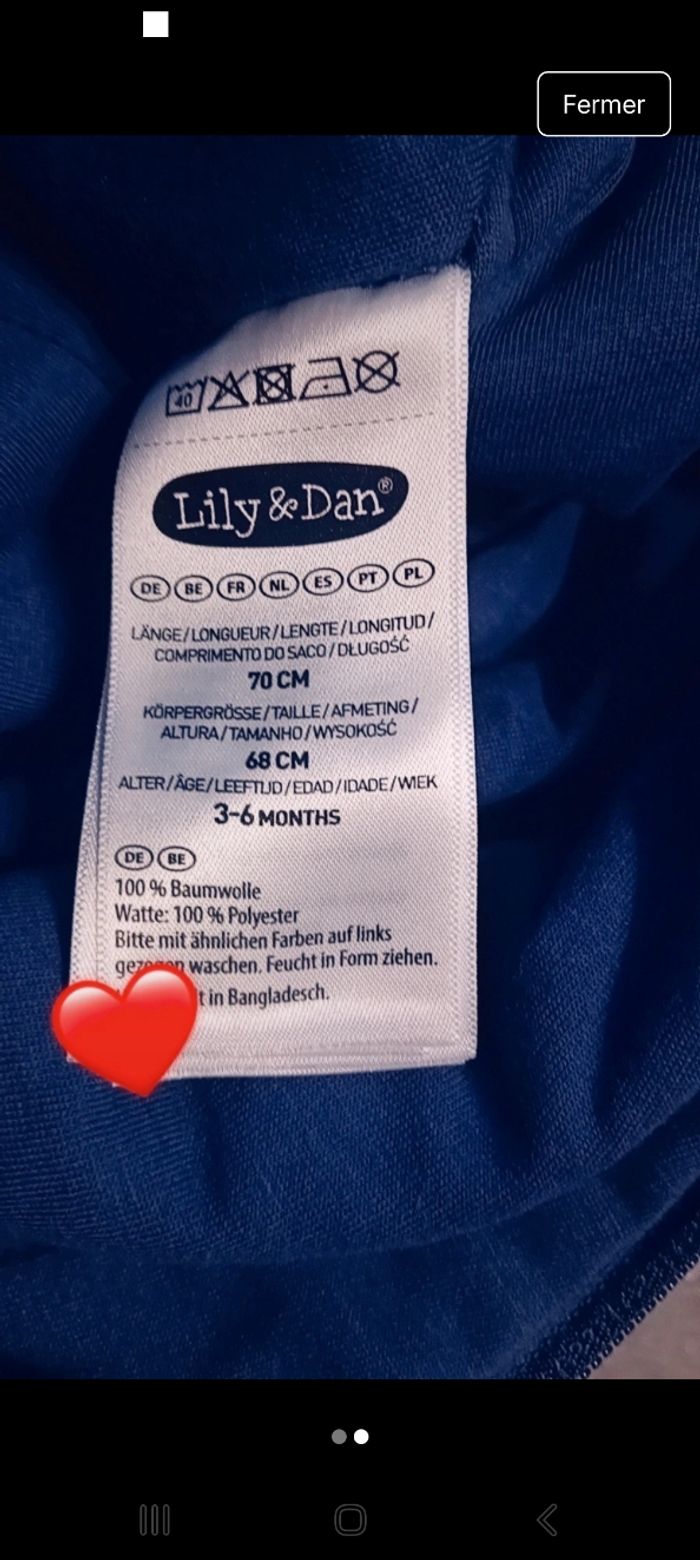 Fermer
40
Lily & Dan®
DE BE FR NL ES PT PL
LÄNGE/LONGUEUR/LENGTE/LONGITUD/
COMPRIMENTO DO SACO/DŁUGOŚĆ
70 CM
KÖRPERGRÖSSE/TAILLE/AFMETING/
ALTURA/TAMANHO/WYSOKOŚĆ
68 CM
ALTER/ÂGE/LEEFTIJD/EDAD/IDADE/WIEK
3-6 MONTHS
DE BE
100 % Baumwolle
Watte: 100 % Polyester
Bitte mit ähnlichen Farben auf links
waschen. Feucht in Form ziehen.
in Bangladesch.